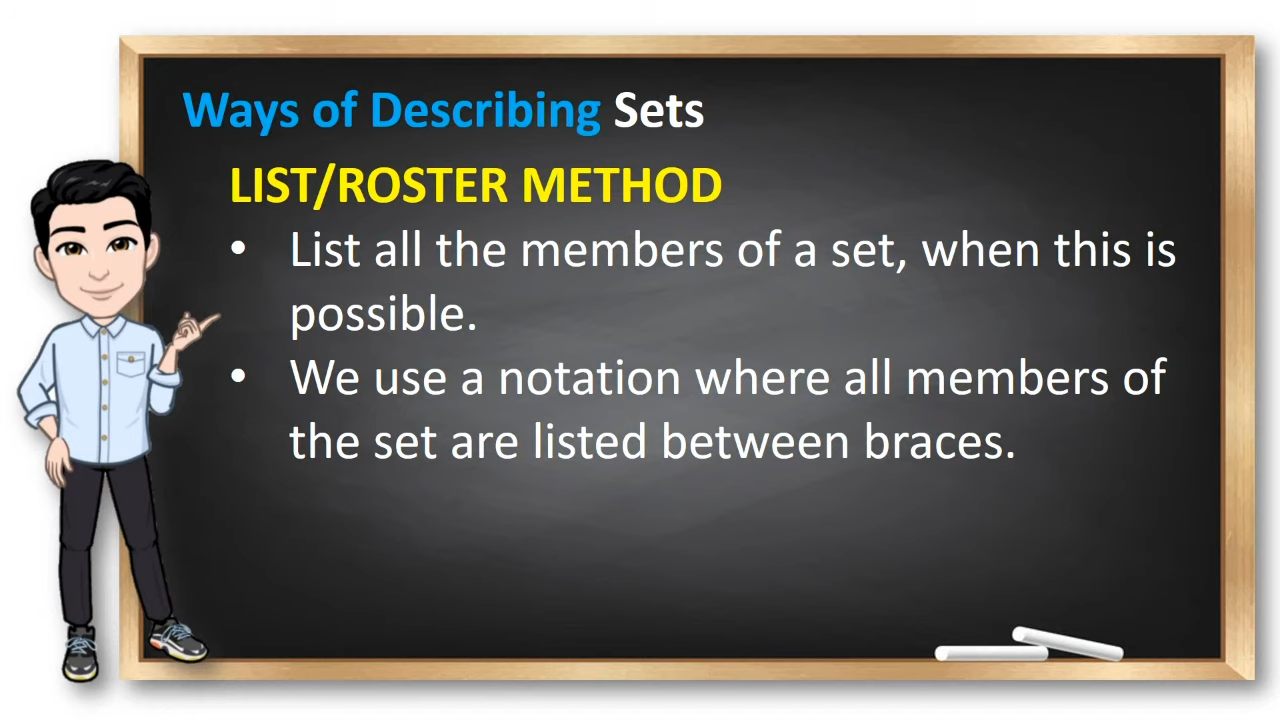 Ways of Describing Sets
LIST/ROSTER METHOD
• List all the members of a set, when this is
possible.
• We use a notation where all members of
the set are listed between braces.